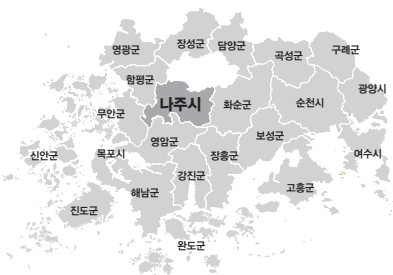 장성군
담양군
구례군
영광군
곡성군
함평군
광양시
나주시
화순군
순천시
무안군
보성군
영암군
신안군
목포시
장흥군
여수시
강진군
고흥군
해남군
진도군
완도군